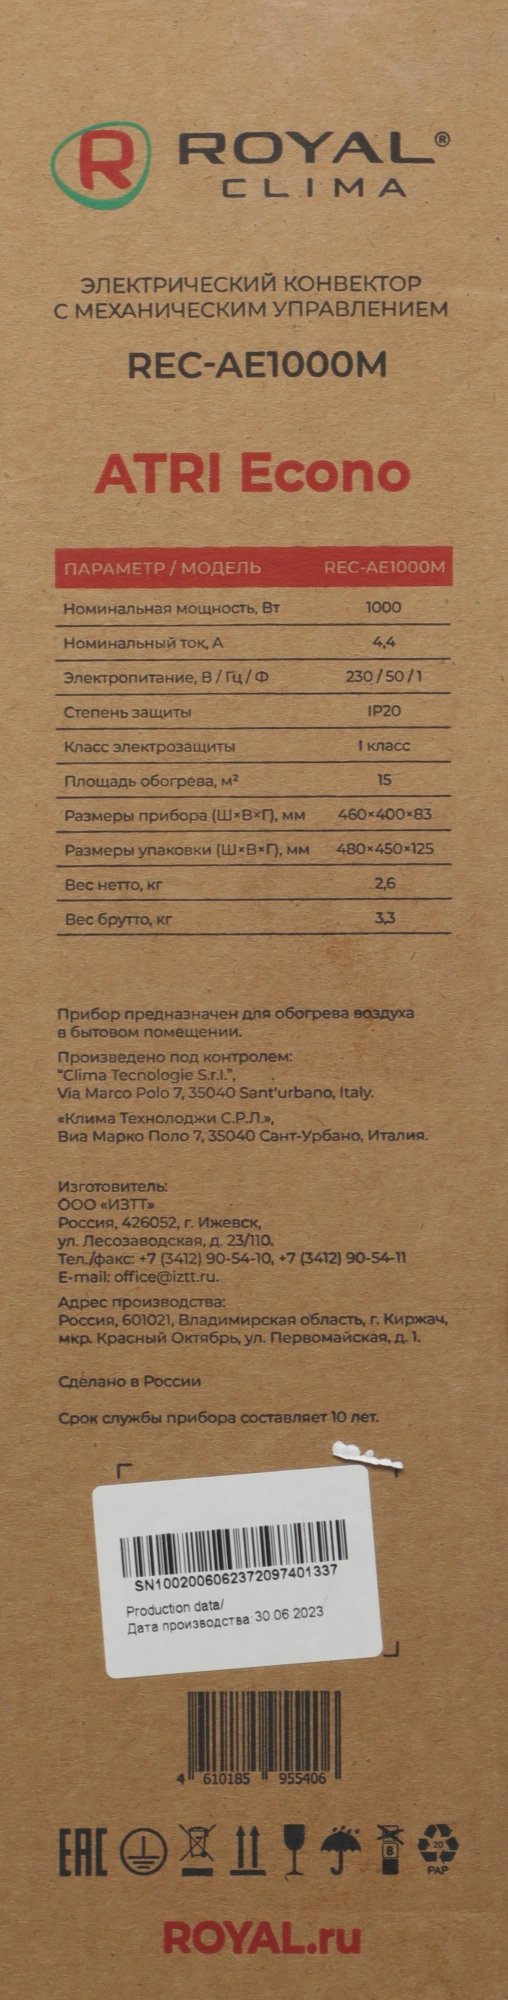 R ROYAL®
CLIMA
ЭЛЕКТРИЧЕСКИЙ КОНВЕКТОР
С МЕХАНИЧЕСКИМ УПРАВЛЕНИЕМ
REC-AE1000M
ATRI Econo
ПАРАМЕТР / МОДЕЛЬ REC-AE1000M
Номинальная мощность, Вт 1000
Номинальный ток, А 4,4
Электропитание, В / Гц / Ф 230 / 50 / 1
Степень защиты IP20
Класс электрозащиты I класс
Площадь обогрева, м² 15
Размеры прибора (Ш×В×Г), мм 460×400×83
Размеры упаковки (Ш×В×Г), мм 480×450×125
Вес нетто, кг 2,6
Вес брутто, кг 3,3
Прибор предназначен для обогрева воздуха
в бытовом помещении.
Произведено под контролем:
"Clima Tecnologie S.r.l.",
Via Marco Polo 7, 35040 Sant'urbano, Italy.
«Клима Технолоджи С.Р.Л.»,
Виа Марко Поло 7, 35040 Сант-Урбано, Италия.
Изготовитель:
ООО «ИЗТТ»
Россия, 426052, г. Ижевск,
ул. Лесозаводская, д. 23/110.
Тел./факс: +7 (3412) 90-54-10, +7 (3412) 90-54-11
E-mail: office@iztt.ru.
Адрес производства:
Россия, 601021, Владимирская область, г. Киржач,
мкр. Красный Октябрь, ул. Первомайская, д. 1.
Сделано в России
Срок службы прибора составляет 10 лет.
SN1002006062372097401337
Production data/
Дата производства 30 06 2023
4 610185 955406
EAC 8 20
PAP
ROYAL.ru